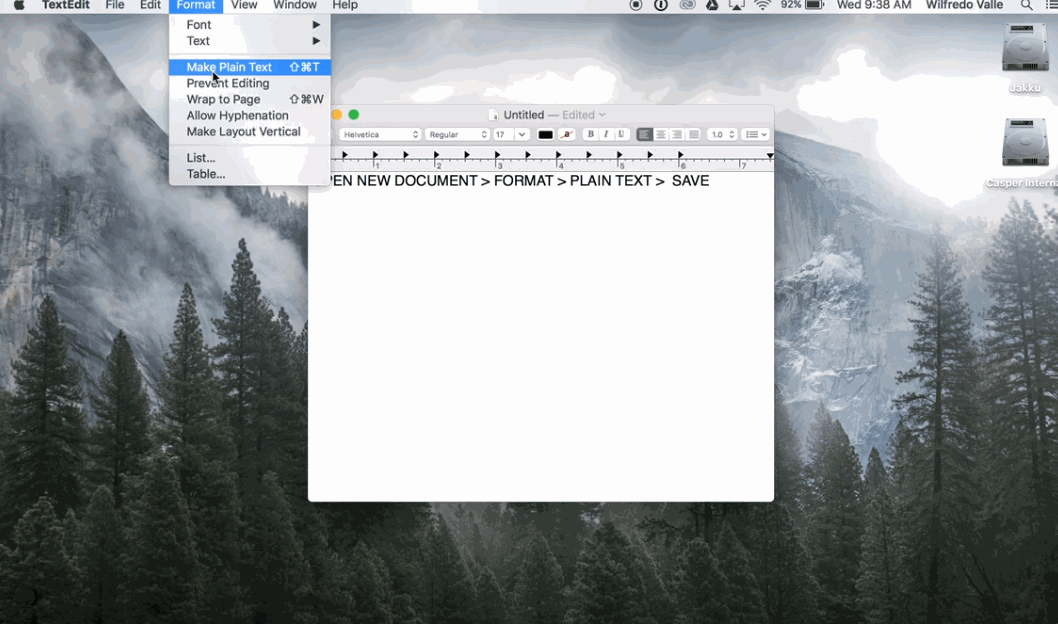 TextEdit File Edit Format View Window Help 92% Wed 9:38 AM Wilfredo Valle
Font
Text
Make Plain Text ⇧⌘T
Prevent Editing
Wrap to Page ⇧⌘W
Allow Hyphenation
Make Layout Vertical
List...
Table...
Untitled — Edited
Helvetica Regular 17 B I U 1.0
1 2 3 4 5 6 7
EN NEW DOCUMENT > FORMAT > PLAIN TEXT > SAVE
Jakku
Casper Intern